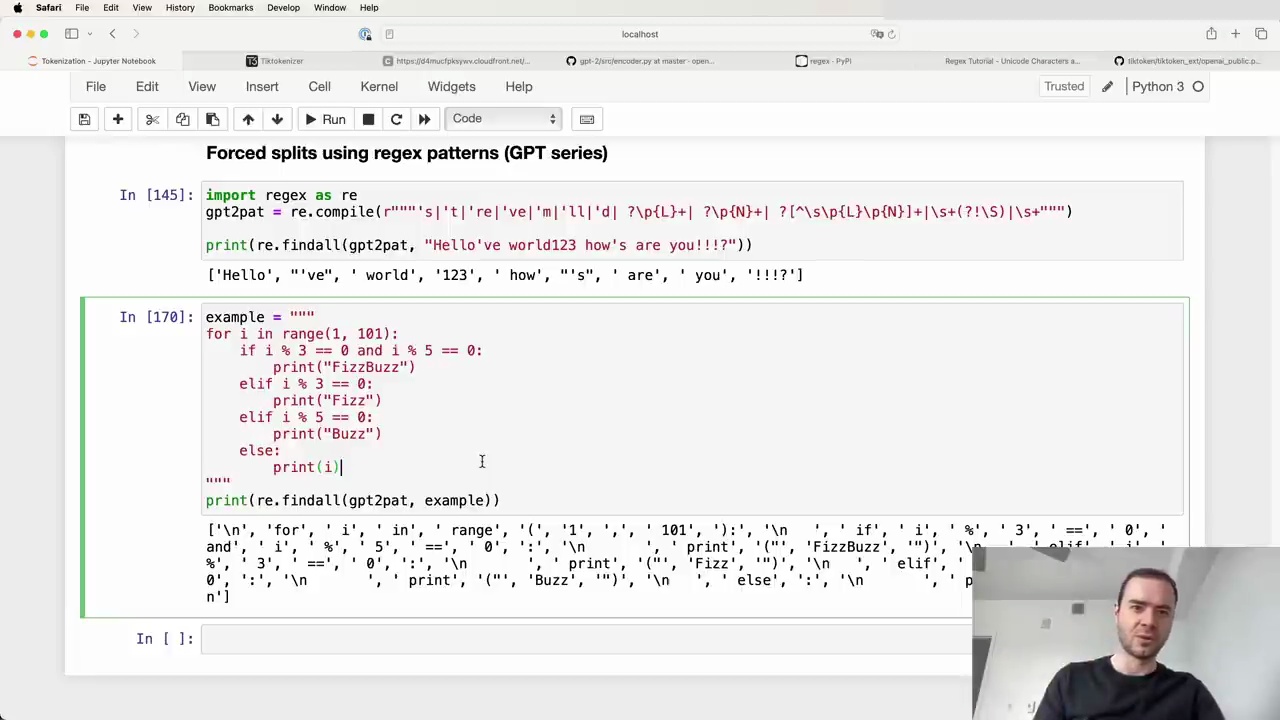 Safari File Edit View History Bookmarks Develop Window Help
localhost
Tokenization - Jupyter Notebook
Tiktokenizer
https://d4mucfpksywv.cloudfront.net/...
gpt-2/src/encoder.py at master · open...
regex · PyPI
Regex Tutorial - Unicode Characters a...
tiktoken/tiktoken_ext/openai_public.p...
File Edit View Insert Cell Kernel Widgets Help
Trusted
Python 3
Run
Code
Forced splits using regex patterns (GPT series)
In [145]:
import regex as re
gpt2pat = re.compile(r"""'s|'t|'re|'ve|'m|'ll|'d| ?\p{L}+| ?\p{N}+| ?[^\s\p{L}\p{N}]+|\s+(?!\S)|\s+""")
print(re.findall(gpt2pat, "Hello've world123 how's are you!!!?"))
['Hello', "'ve", ' world', '123', ' how', "'s", ' are', ' you', '!!!?']
In [170]:
example = """
for i in range(1, 101):
    if i % 3 == 0 and i % 5 == 0:
        print("FizzBuzz")
    elif i % 3 == 0:
        print("Fizz")
    elif i % 5 == 0:
        print("Buzz")
    else:
        print(i)
"""
print(re.findall(gpt2pat, example))
['\n', 'for', ' i', ' in', ' range', '(', '1', ',', ' 101', '):', '\n   ', ' if', ' i', ' %', ' 3', ' ==', ' 0', '
and', ' i', ' %', ' 5', ' ==', ' 0', ':', '\n       ', ' print', '("', 'FizzBuzz', '")', '\n   ', ' elif', ' i', '
%', ' 3', ' ==', ' 0', ':', '\n       ', ' print', '("', 'Fizz', '")', '\n   ', ' elif', '
0', ':', '\n       ', ' print', '("', 'Buzz', '")', '\n   ', ' else', ':', '\n       ', ' p
n']
In [ ]: